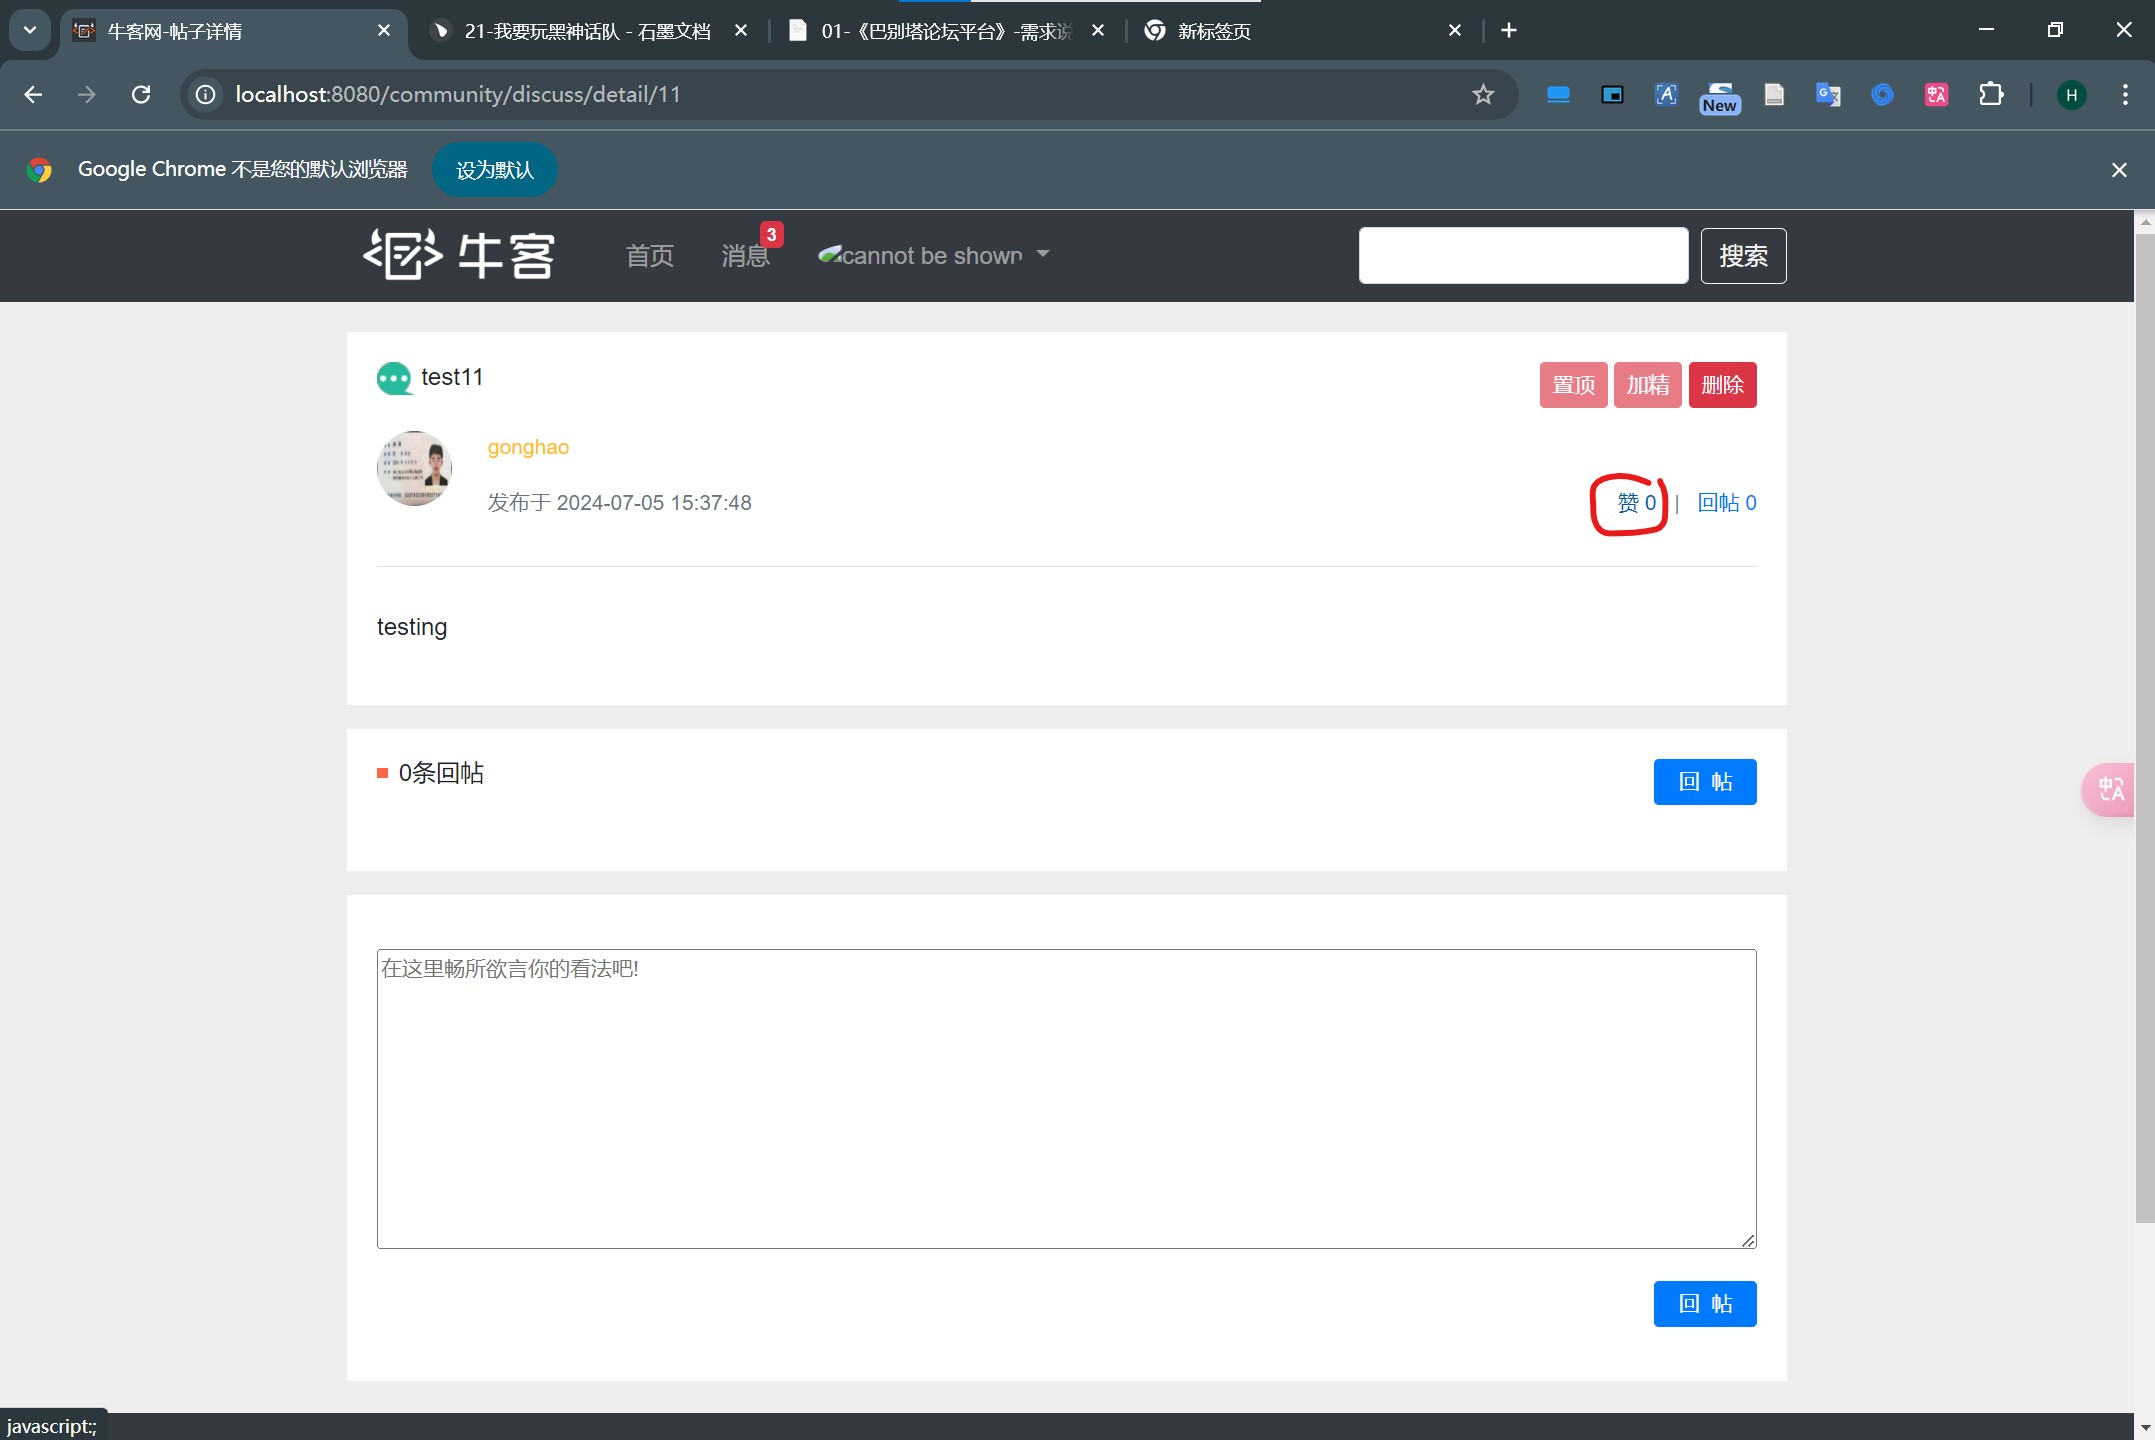 牛客网-帖子详情
21-我要玩黑神话队 - 石墨文档
01-《巴别塔论坛平台》-需求说
新标签页
localhost:8080/community/discuss/detail/11
New
H
Google Chrome 不是您的默认浏览器
设为默认
牛客
首页
消息
3
cannot be shown
搜索
test11
置顶
加精
删除
gonghao
发布于 2024-07-05 15:37:48
赞 0 | 回帖 0
testing
0条回帖
回 帖
中A
在这里畅所欲言你的看法吧!
回 帖
javascript:;